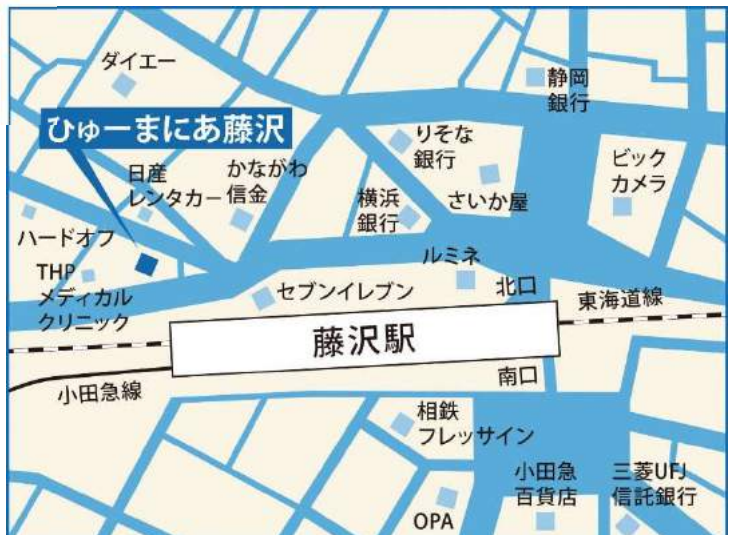 ダイエー
静岡
銀行
ひゅーまにあ藤沢
りそな
銀行
ビック
カメラ
日産
レンタカー
かながわ
信金
横浜
銀行
さいか屋
ハードオフ
THP
メディカル
クリニック
ルミネ
セブンイレブン
北口
東海道線
藤沢駅
小田急線
南口
相鉄
フレッサイン
小田急
百貨店
三菱UFJ
信託銀行
OPA